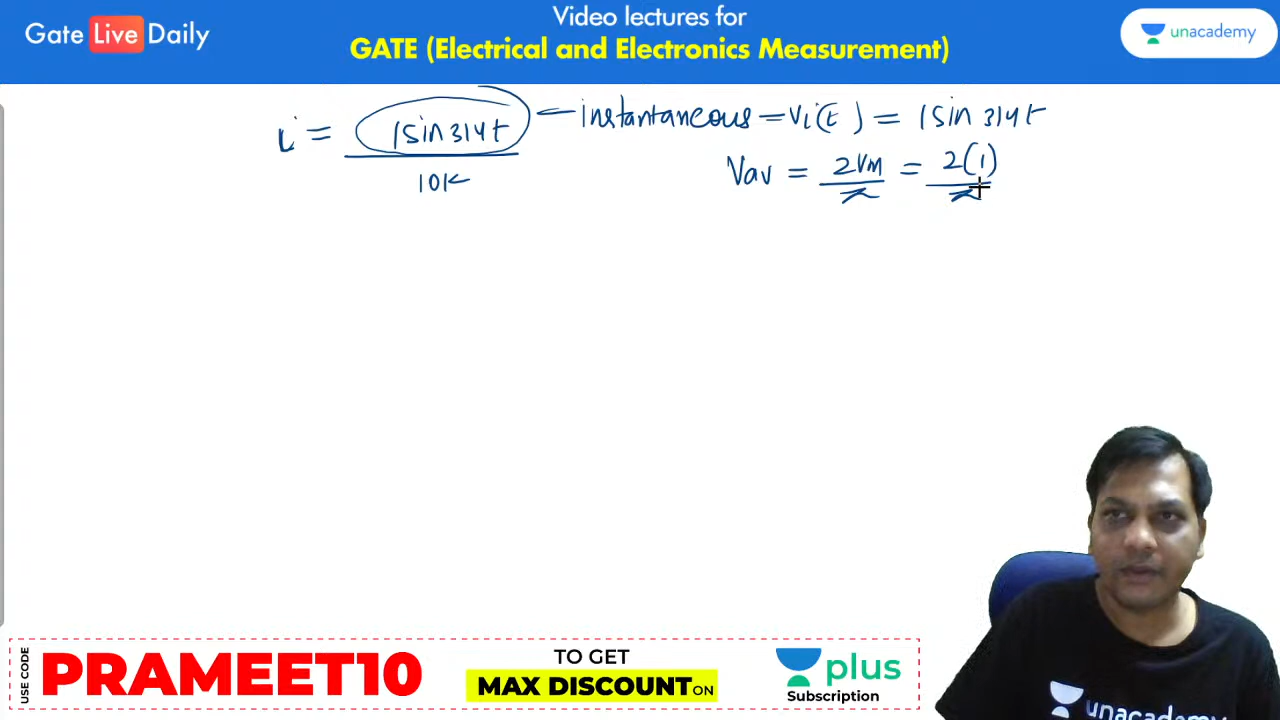 Gate Live Daily
Video lectures for
GATE (Electrical and Electronics Measurement)
unacademy
i = 1sin314t / 10K ← instantaneous = Vi(t) = 1sin314t
Vav = 2Vm / π = 2(1) / π
USE CODE
PRAMEET10
TO GET
MAX DISCOUNT ON
plus
Subscription
unacademy